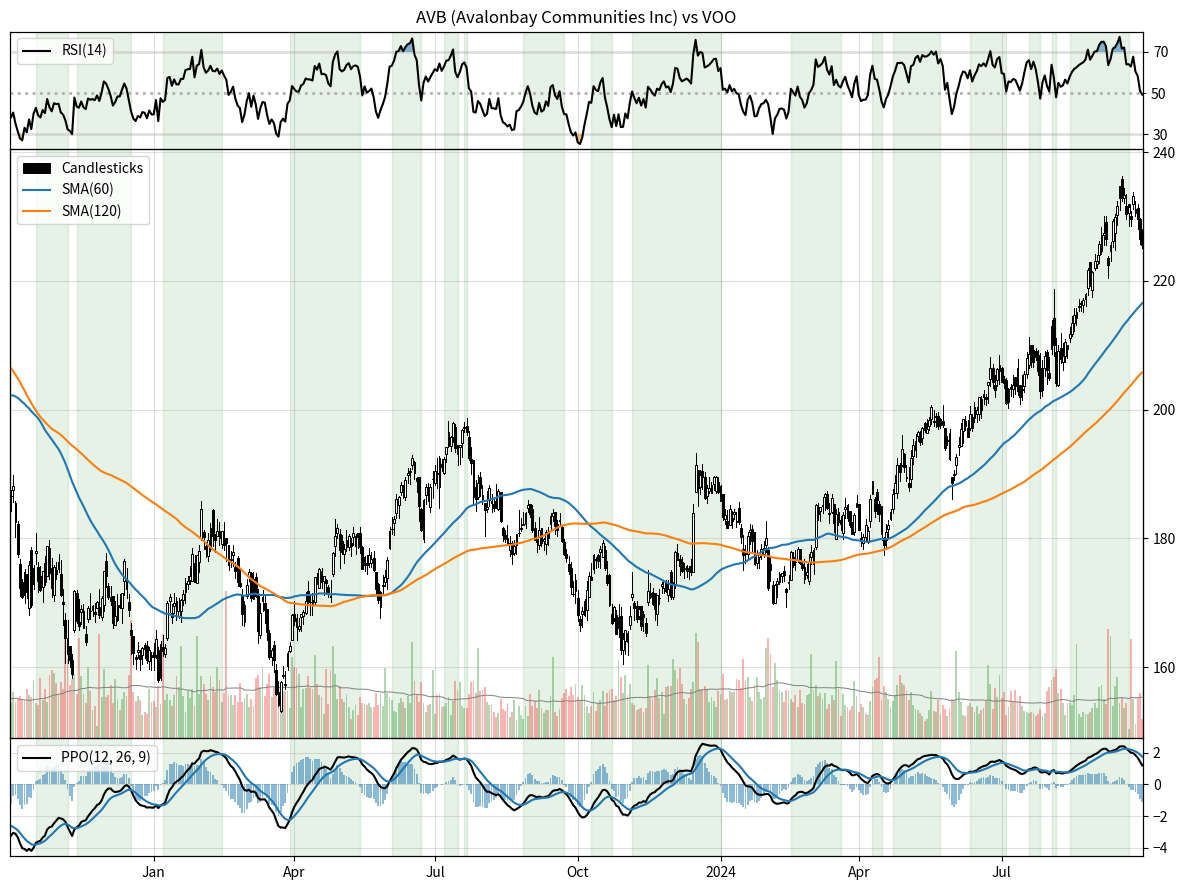 AVB (Avalonbay Communities Inc) vs VOO
RSI(14)
70
50
30
Candlesticks
SMA(60)
SMA(120)
240
220
200
180
160
PPO(12, 26, 9)
2
0
−2
−4
Jan Apr Jul Oct 2024 Apr Jul